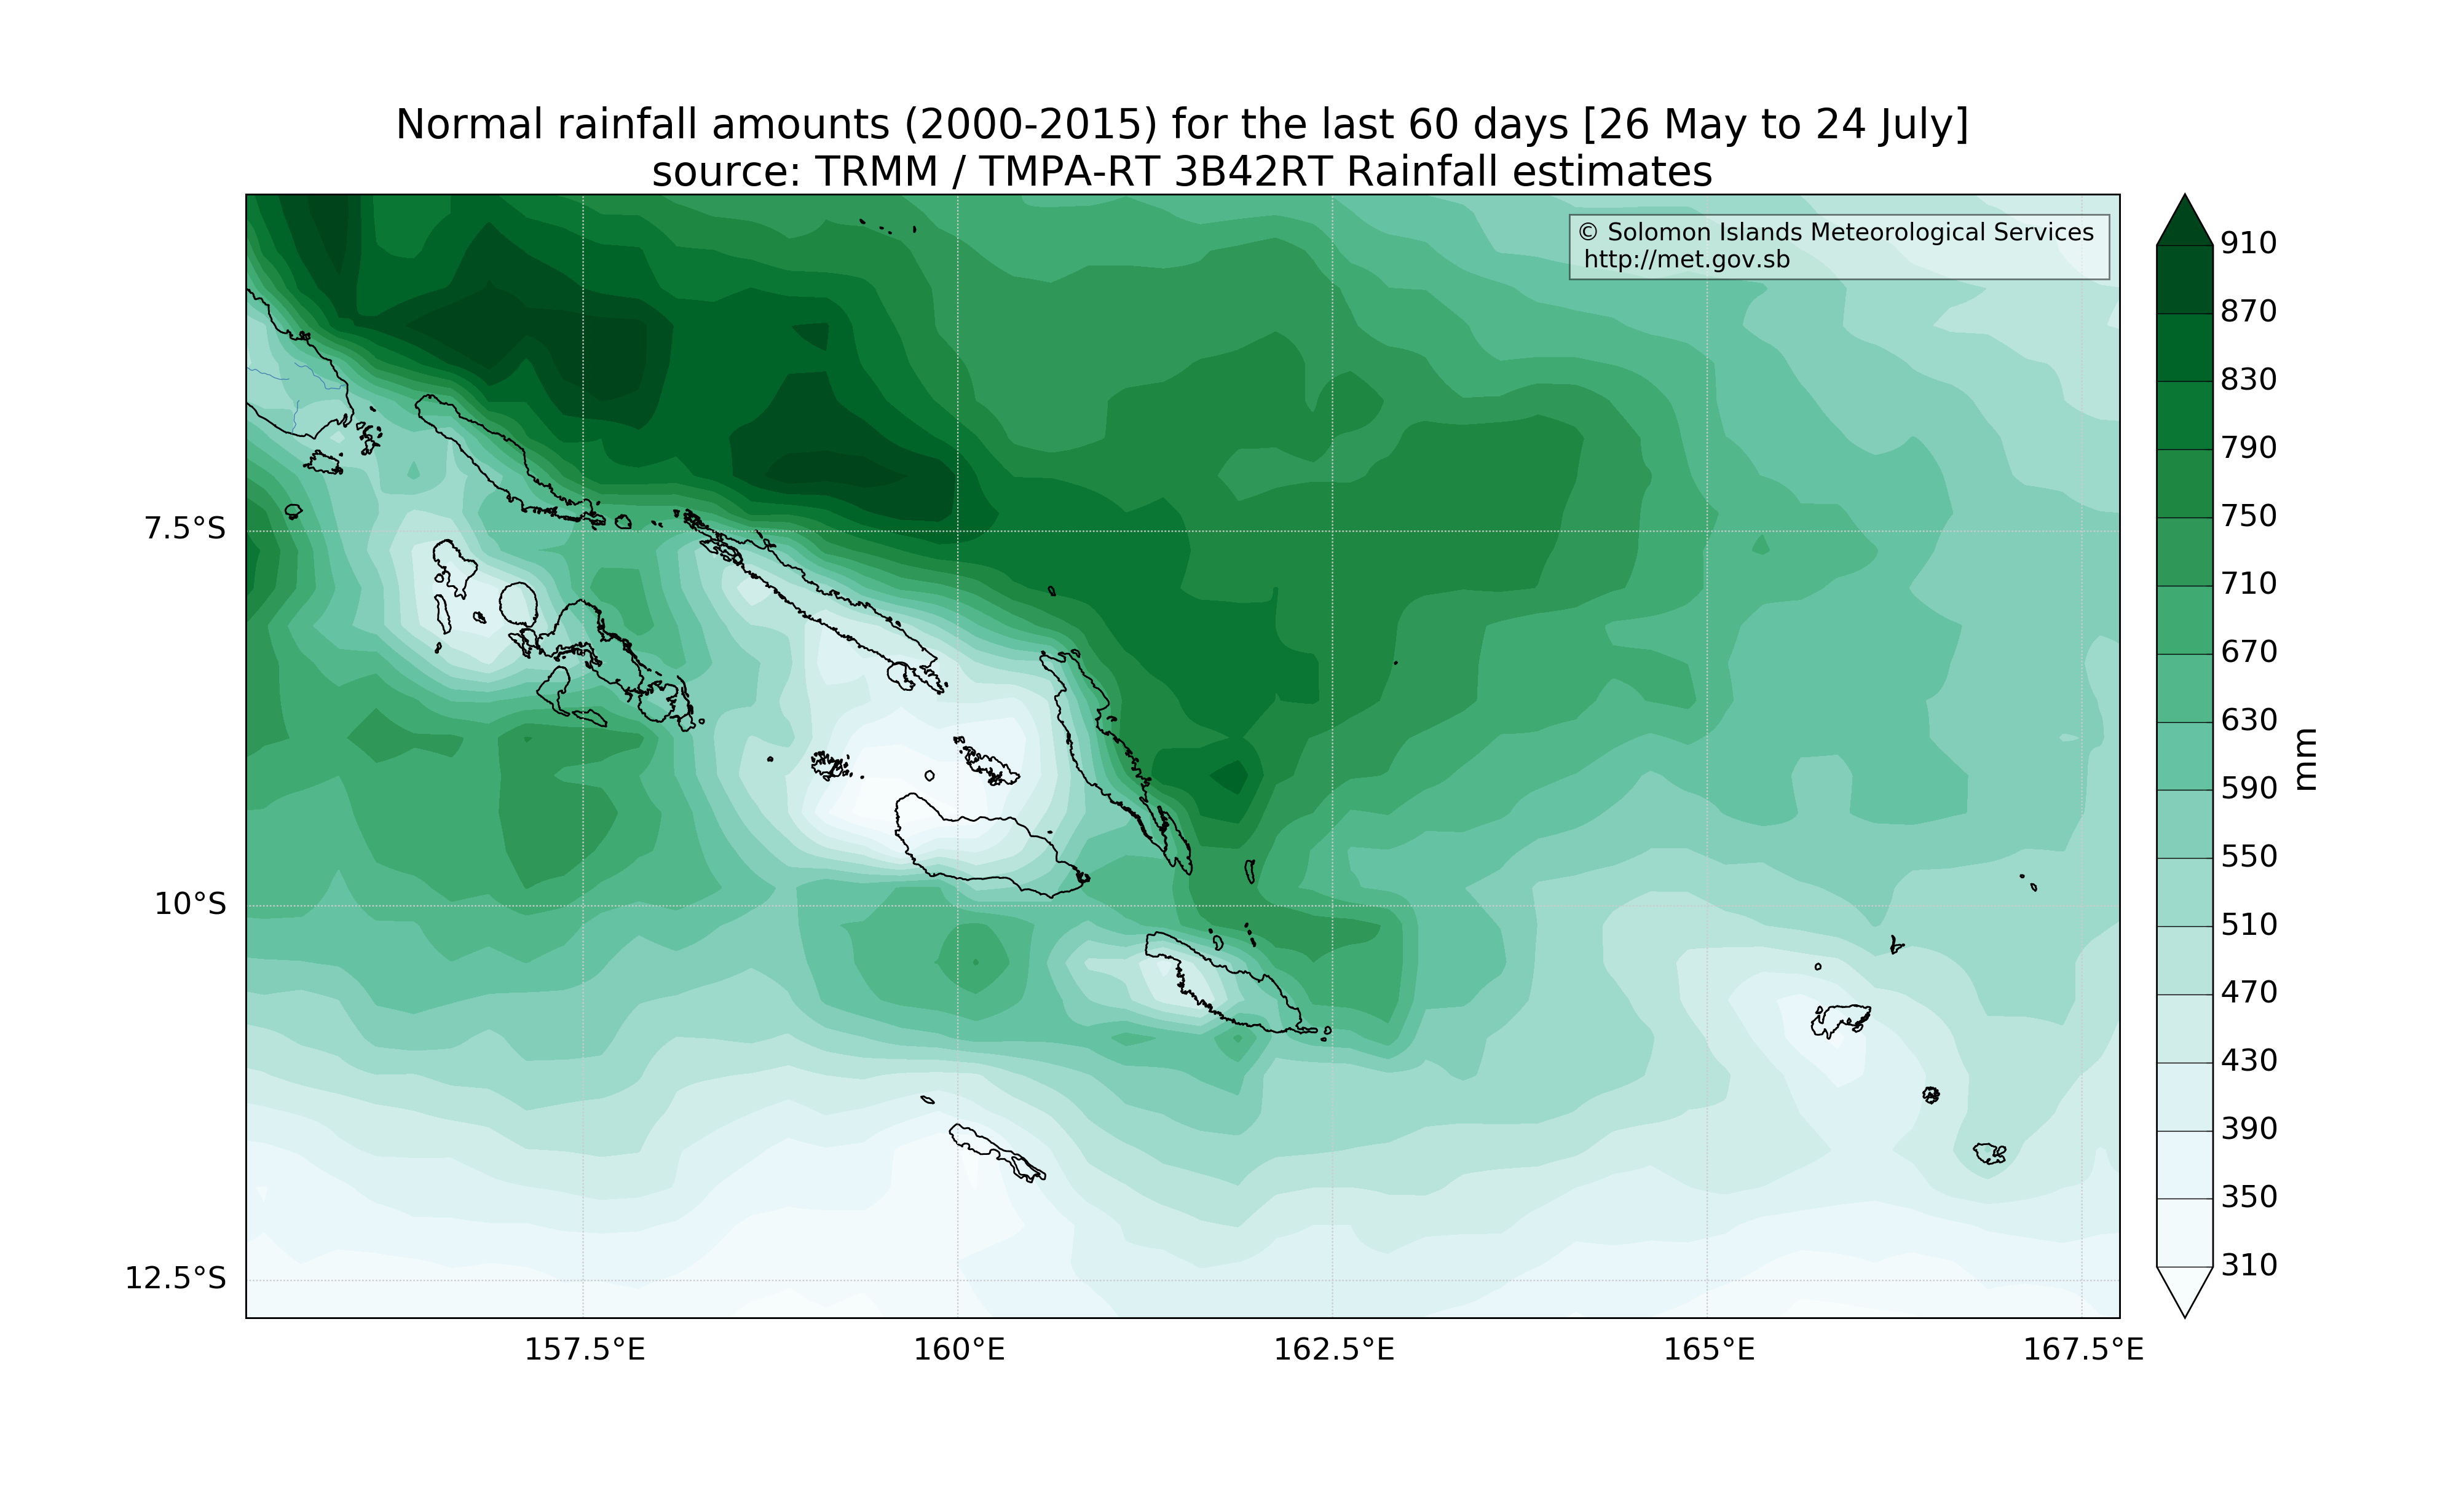 Normal rainfall amounts (2000-2015) for the last 60 days [26 May to 24 July]
source: TRMM / TMPA-RT 3B42RT Rainfall estimates
© Solomon Islands Meteorological Services
http://met.gov.sb
7.5°S
10°S
12.5°S
157.5°E
160°E
162.5°E
165°E
167.5°E
910
870
830
790
750
710
670
630
590
550
510
470
430
390
350
310
mm